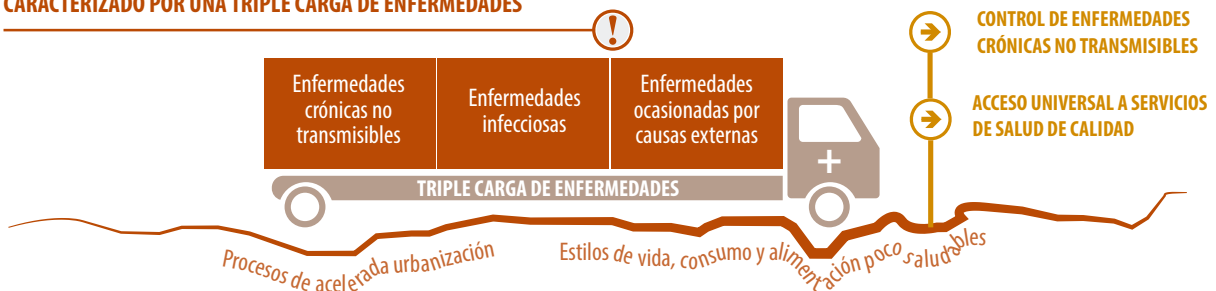 CARACTERIZADO POR UNA TRIPLE CARGA DE ENFERMEDADES
CONTROL DE ENFERMEDADES
CRÓNICAS NO TRANSMISIBLES
Enfermedades
crónicas no
transmisibles
Enfermedades
infecciosas
Enfermedades
ocasionadas por
causas externas
ACCESO UNIVERSAL A SERVICIOS
DE SALUD DE CALIDAD
TRIPLE CARGA DE ENFERMEDADES
Procesos de acelerada urbanización
Estilos de vida, consumo y alimentación poco saludables